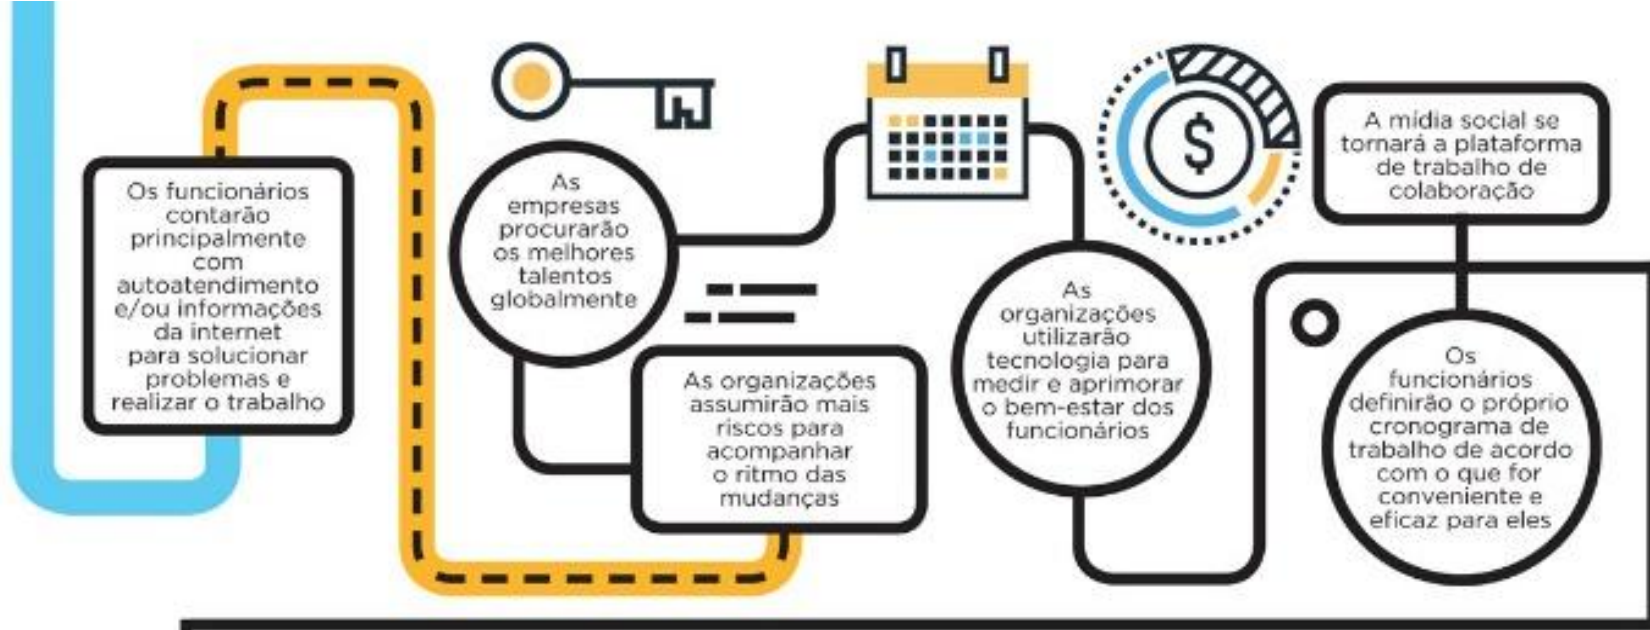 Os funcionários
contarão
principalmente
com
autoatendimento
e/ou informações
da internet
para solucionar
problemas e
realizar o trabalho
As
empresas
procurarão
os melhores
talentos
globalmente
As organizações
assumirão mais
riscos para
acompanhar
o ritmo das
mudanças
As
organizações
utilizarão
tecnologia para
medir e aprimorar
o bem-estar dos
funcionários
$
A mídia social se
tornará a plataforma
de trabalho de
colaboração
Os
funcionários
definirão o próprio
cronograma de
trabalho de acordo
com o que for
conveniente e
eficaz para eles